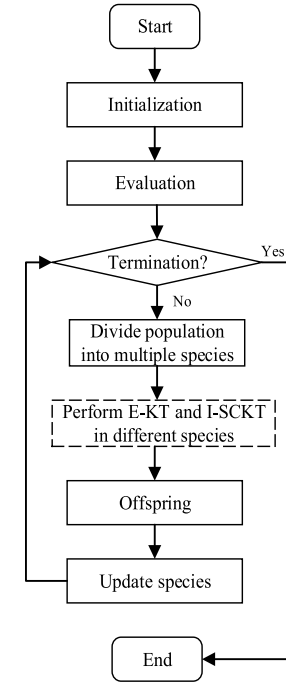 Start
Initialization
Evaluation
Termination?
Yes
No
Divide population
into multiple species
Perform E-KT and I-SCKT
in different species
Offspring
Update species
End